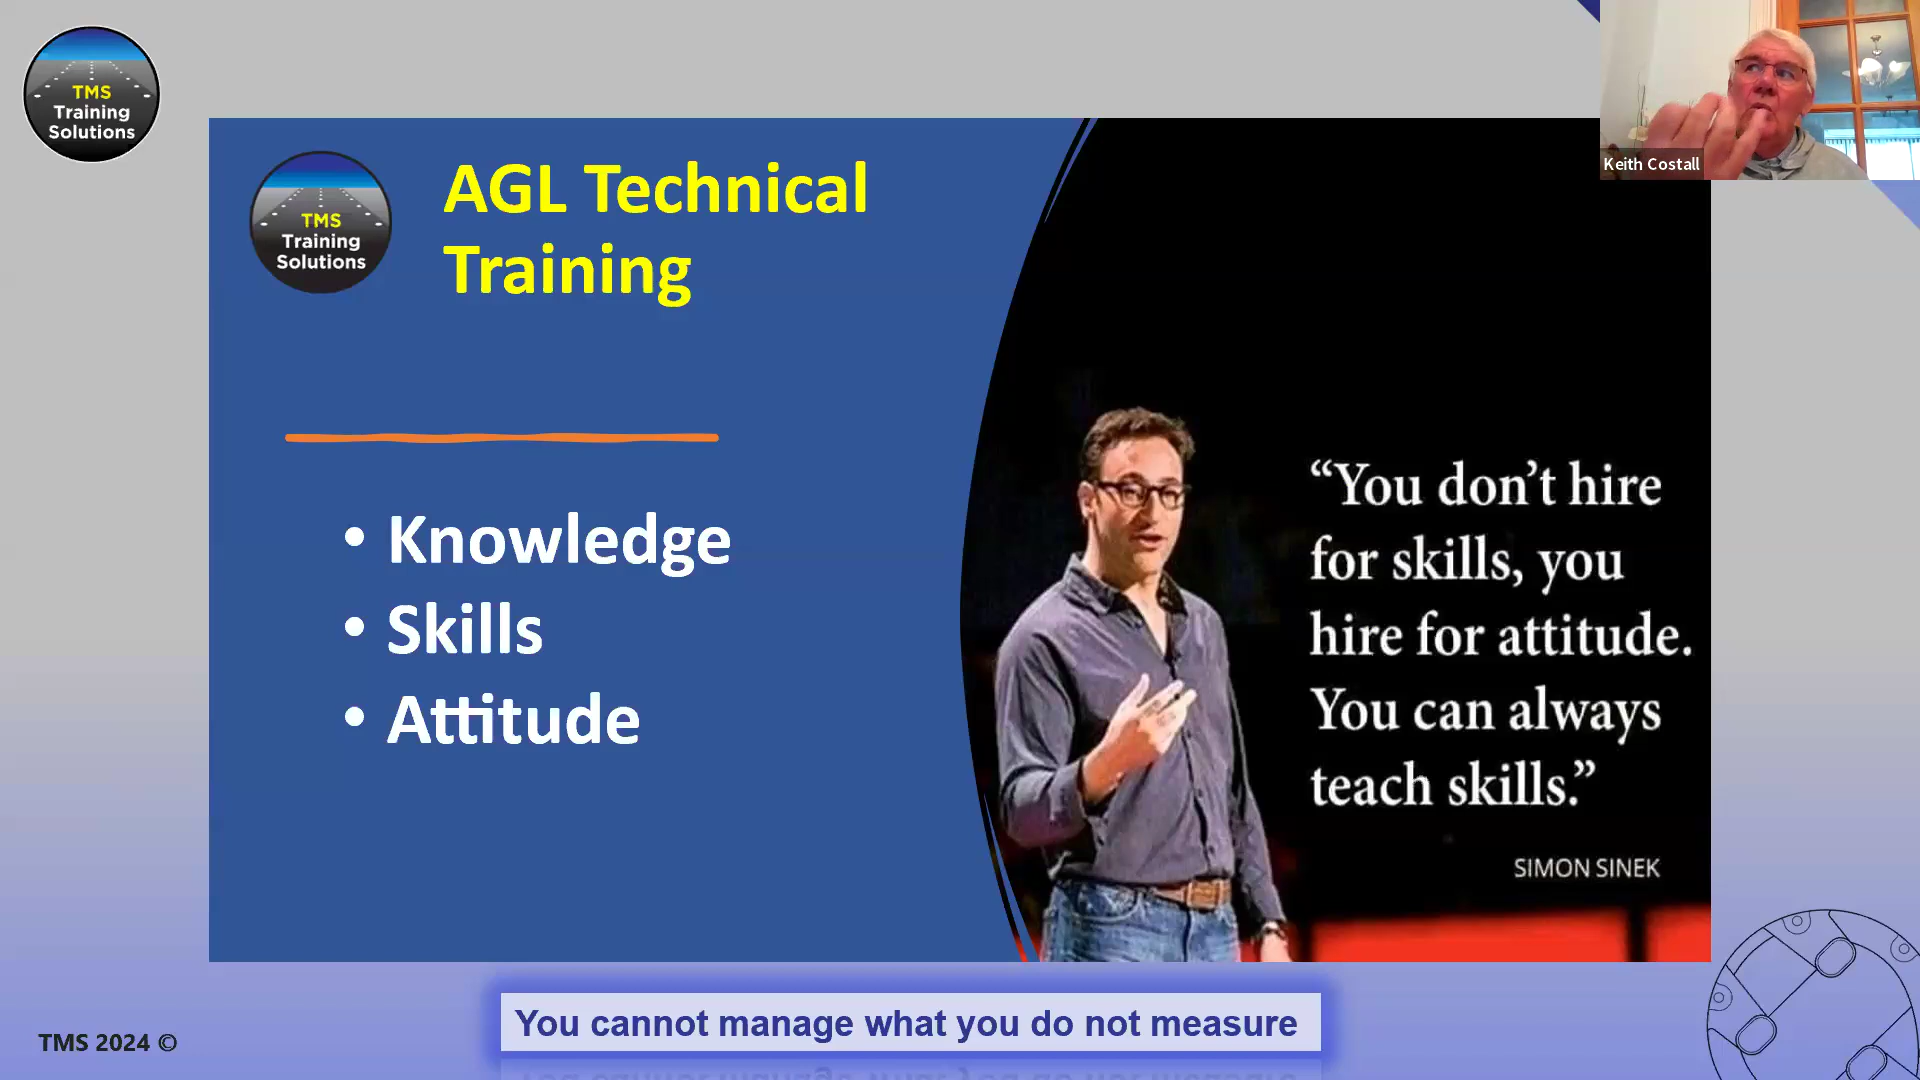 TMS
Training
Solutions
Keith Costall
TMS
Training
Solutions
AGL Technical
Training
• Knowledge
• Skills
• Attitude
“You don’t hire
for skills, you
hire for attitude.
You can always
teach skills.”
SIMON SINEK
You cannot manage what you do not measure
TMS 2024 ©